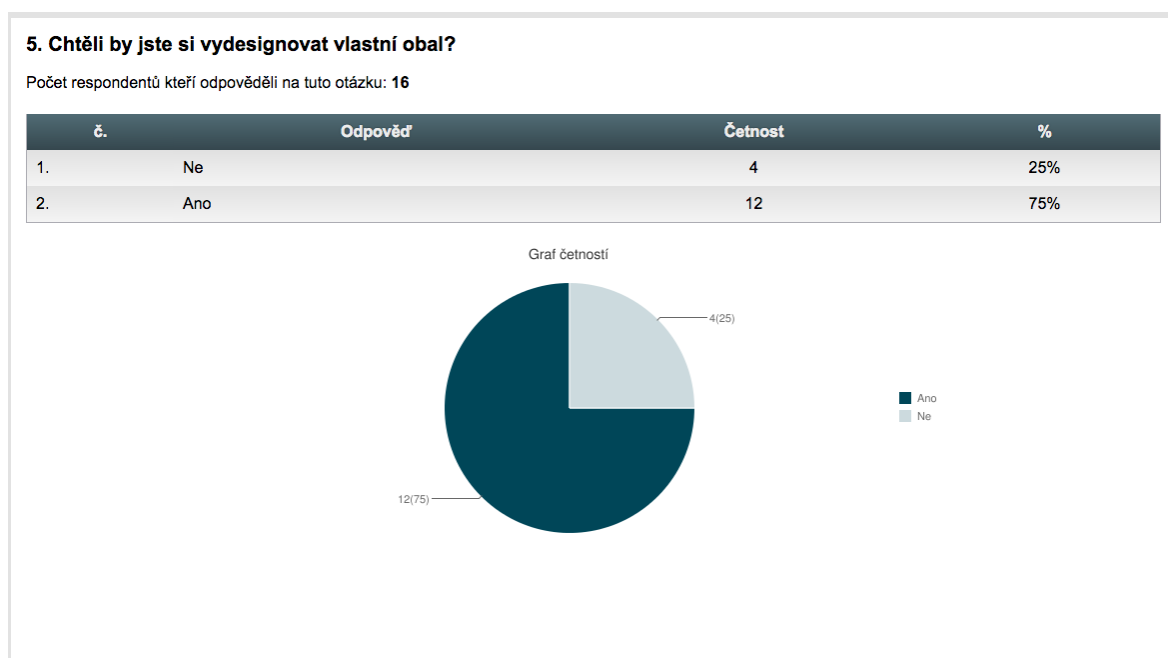 5. Chtěli by jste si vydesignovat vlastní obal?
Počet respondentů kteří odpověděli na tuto otázku: 16
č. Odpověď Četnost %
1. Ne 4 25%
2. Ano 12 75%
Graf četností
4(25)
Ano
Ne
12(75)